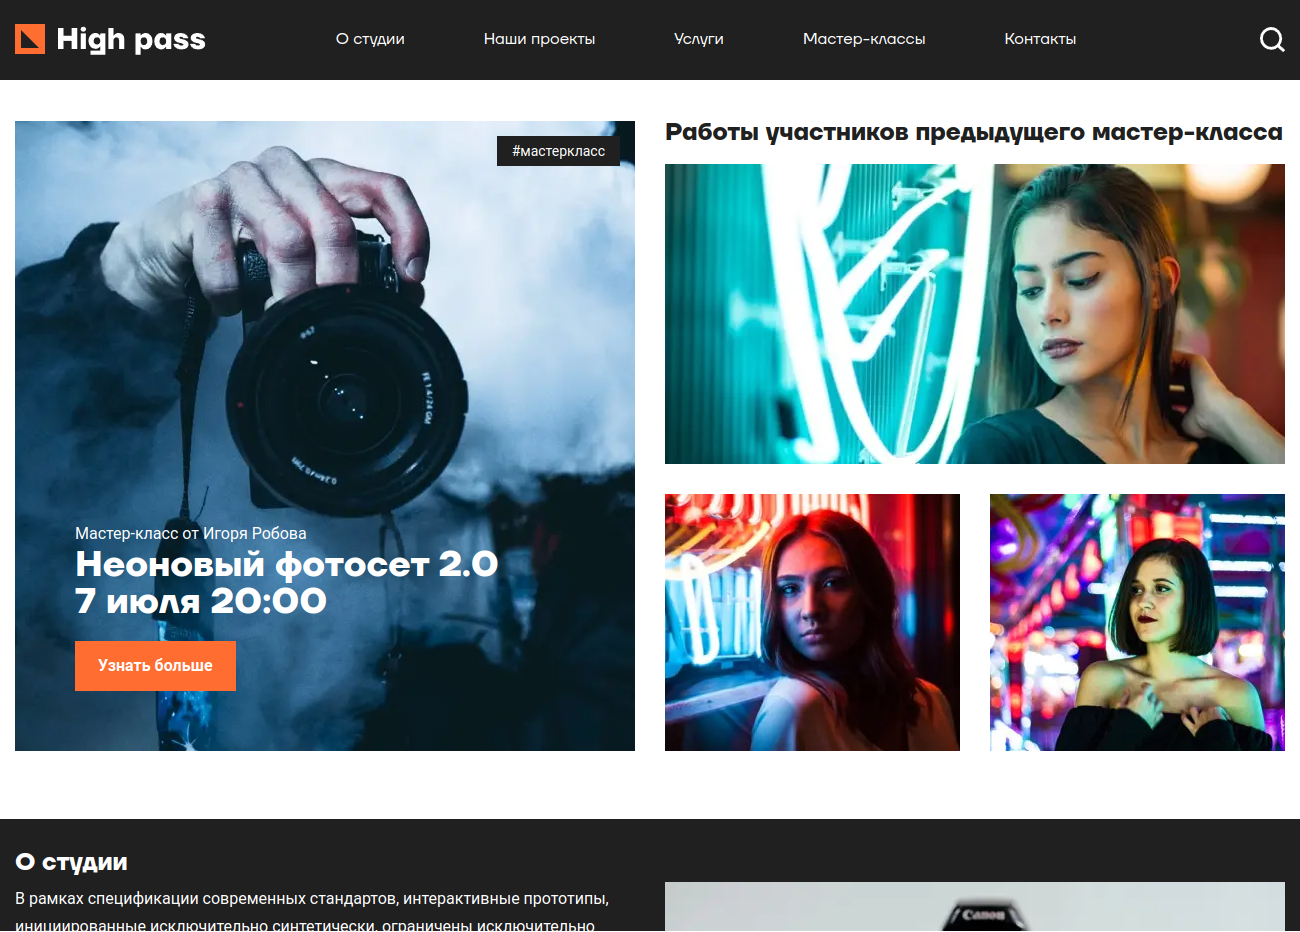 High pass
О студии
Наши проекты
Услуги
Мастер-классы
Контакты
#мастеркласс
Мастер-класс от Игоря Робова
Неоновый фотосет 2.0
7 июля 20:00
Узнать больше
Работы участников предыдущего мастер-класса
О студии
В рамках спецификации современных стандартов, интерактивные прототипы,
инициированные исключительно синтетически, ограничены исключительно
Canon